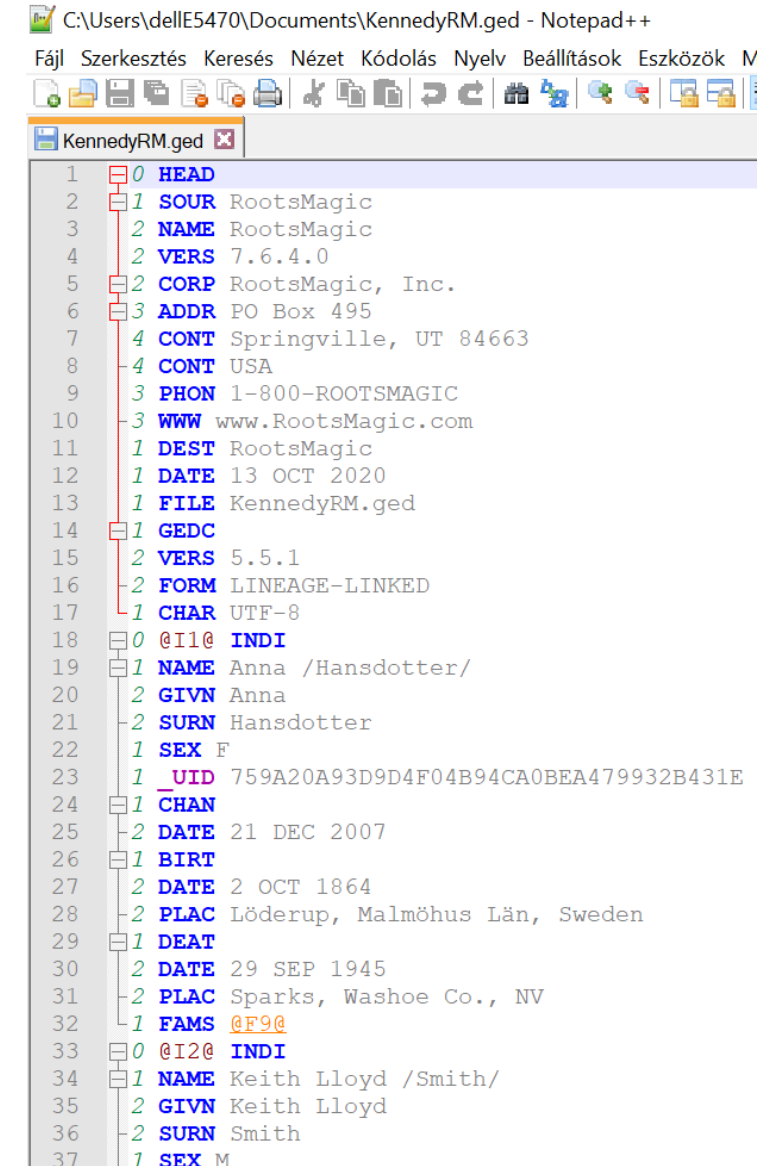 C:\Users\dellE5470\Documents\KennedyRM.ged - Notepad++
Fájl Szerkesztés Keresés Nézet Kódolás Nyelv Beállítások Eszközök M
KennedyRM.ged
1 0 HEAD
2 1 SOUR RootsMagic
3 2 NAME RootsMagic
4 2 VERS 7.6.4.0
5 2 CORP RootsMagic, Inc.
6 3 ADDR PO Box 495
7 4 CONT Springville, UT 84663
8 4 CONT USA
9 3 PHON 1-800-ROOTSMAGIC
10 3 WWW www.RootsMagic.com
11 1 DEST RootsMagic
12 1 DATE 13 OCT 2020
13 1 FILE KennedyRM.ged
14 1 GEDC
15 2 VERS 5.5.1
16 2 FORM LINEAGE-LINKED
17 1 CHAR UTF-8
18 0 @I1@ INDI
19 1 NAME Anna /Hansdotter/
20 2 GIVN Anna
21 2 SURN Hansdotter
22 1 SEX F
23 1 _UID 759A20A93D9D4F04B94CA0BEA479932B431E
24 1 CHAN
25 2 DATE 21 DEC 2007
26 1 BIRT
27 2 DATE 2 OCT 1864
28 2 PLAC Löderup, Malmöhus Län, Sweden
29 1 DEAT
30 2 DATE 29 SEP 1945
31 2 PLAC Sparks, Washoe Co., NV
32 1 FAMS @F9@
33 0 @I2@ INDI
34 1 NAME Keith Lloyd /Smith/
35 2 GIVN Keith Lloyd
36 2 SURN Smith
37 1 SEX M